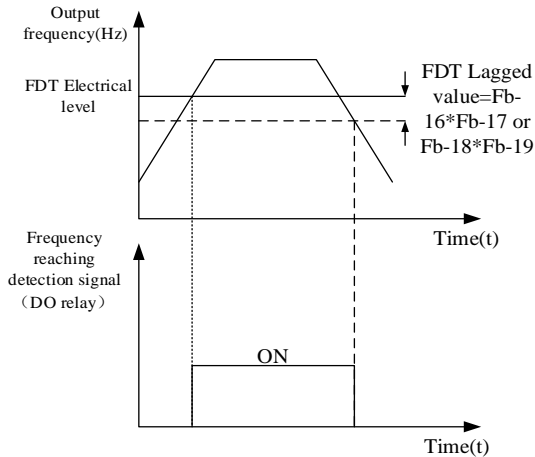 Output
frequency(Hz)
FDT Electrical
level
FDT Lagged
value=Fb-
16*Fb-17 or
Fb-18*Fb-19
Time(t)
Frequency
reaching
detection signal
（DO relay）
ON
Time(t)